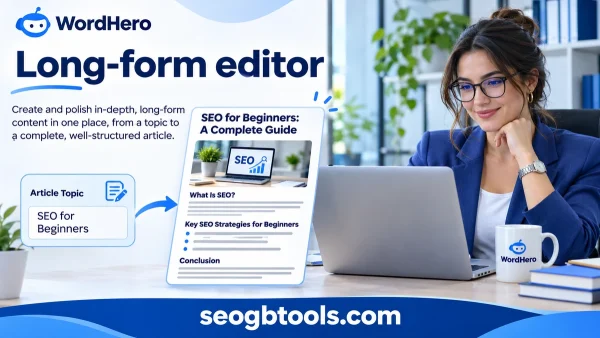 WordHero
Long-form editor
Create and polish in-depth, long-form
content in one place, from a topic to
a complete, well-structured article.
Article Topic
SEO for
Beginners
SEO for Beginners:
A Complete Guide
SEO
What Is SEO?
Key SEO Strategies for Beginners
Conclusion
WordHero
seogbtools.com